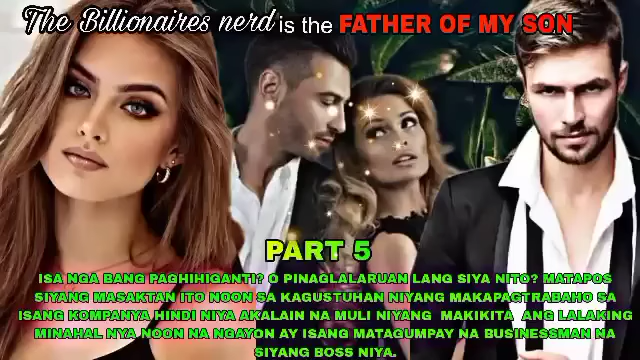 The Billionaires nerd is the FATHER OF MY SON
PART 5
ISA NGA BANG PAGHIHIGANTI? O PINAGLALARUAN LANG SIYA NITO? MATAPOS
SIYANG MASAKTAN ITO NOON SA KAGUSTUHAN NIYANG MAKAPAGTRABAHO SA
ISANG KOMPANYA HINDI NIYA AKALAIN NA MULI NIYANG MAKIKITA ANG LALAKING
MINAHAL NYA NOON NA NGAYON AY ISANG MATAGUMPAY NA BUSINESSMAN NA
SIYANG BOSS NIYA.